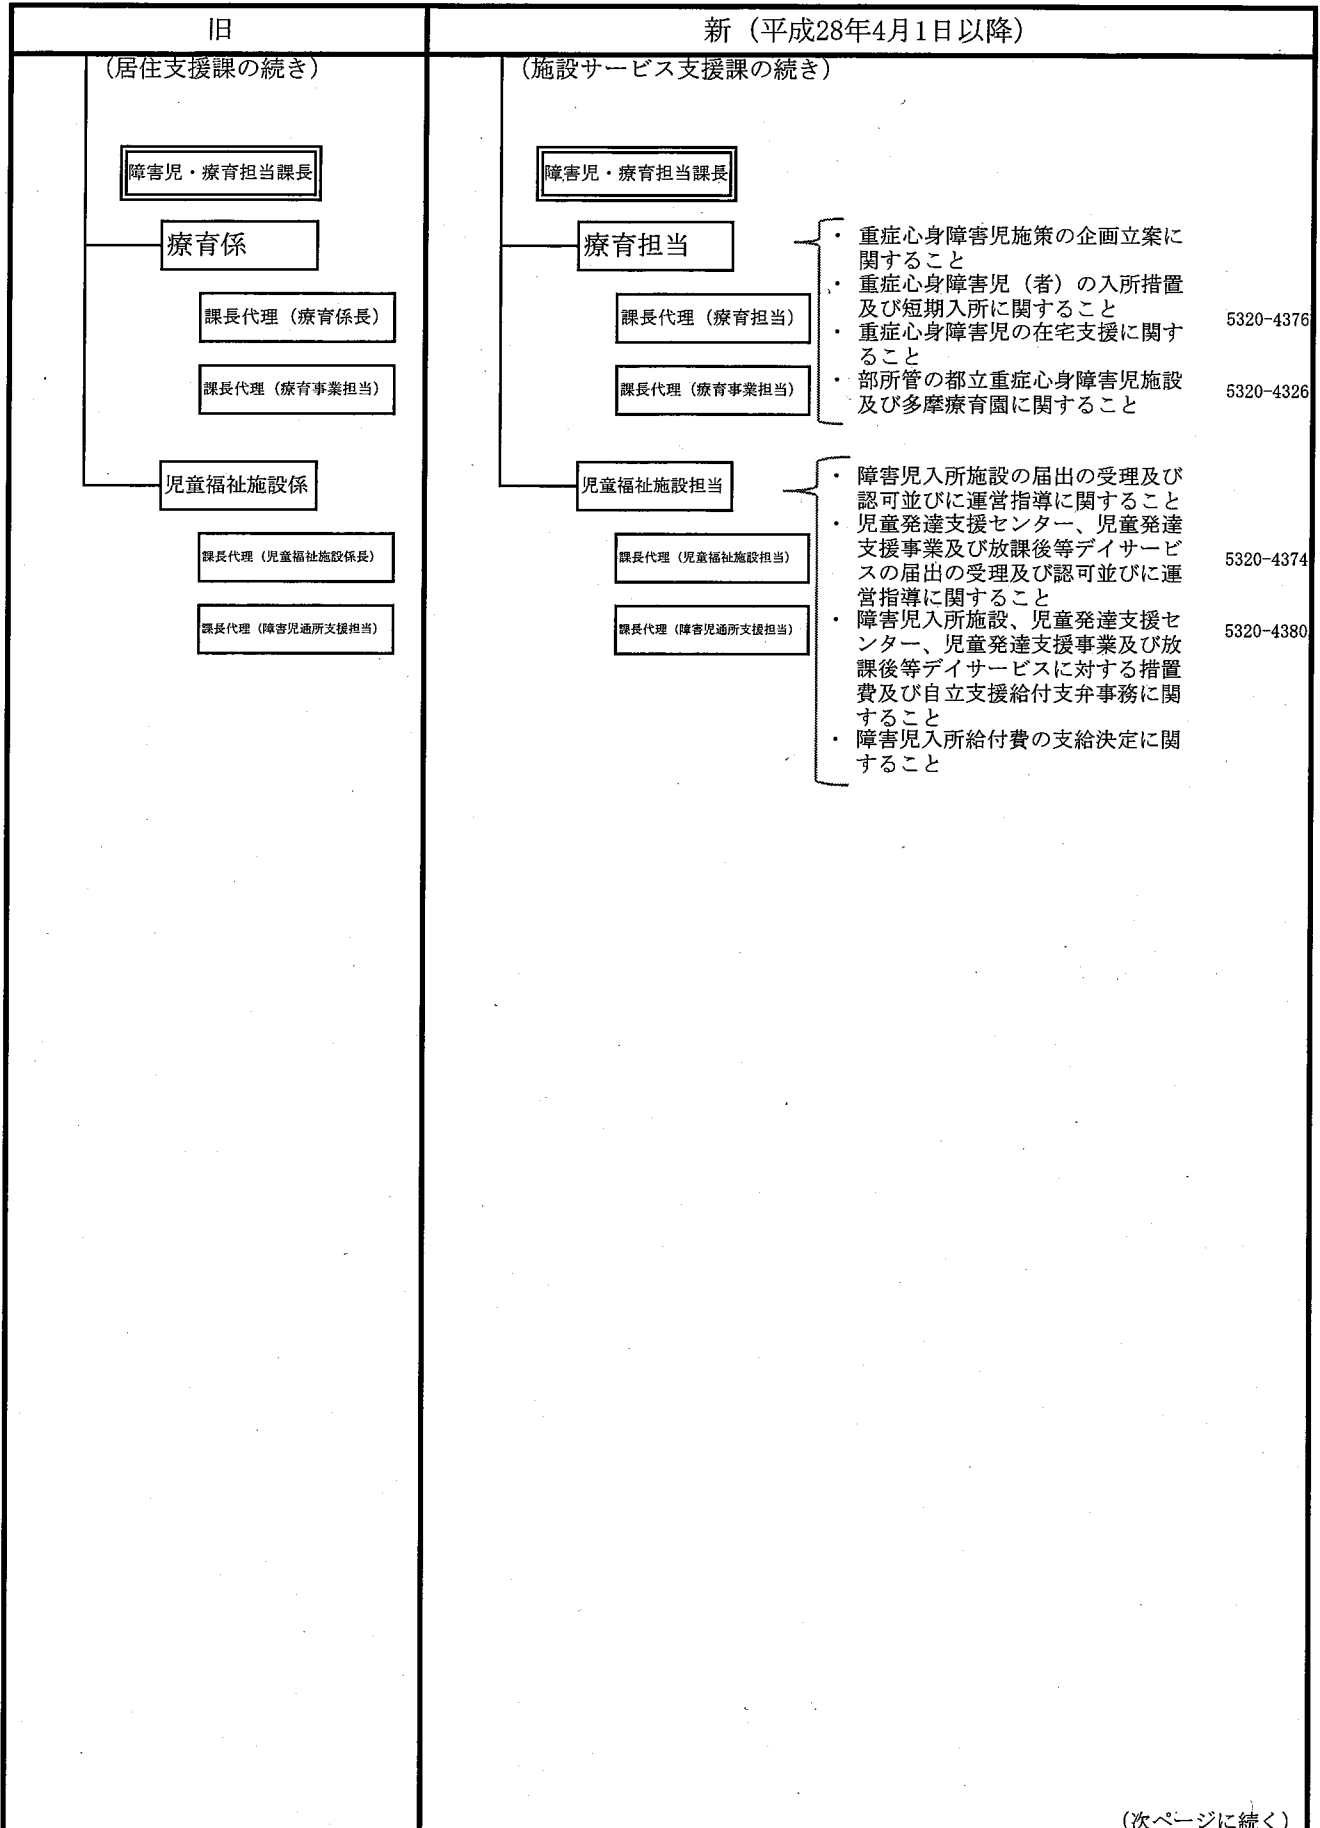 旧
新（平成28年4月1日以降）
（居住支援課の続き）
障害児・療育担当課長
療育係
課長代理（療育係長）
課長代理（療育事業担当）
児童福祉施設係
課長代理（児童福祉施設係長）
課長代理（障害児通所支援担当）
（施設サービス支援課の続き）
障害児・療育担当課長
療育担当
課長代理（療育担当）
課長代理（療育事業担当）
・ 重症心身障害児施策の企画立案に
関すること
・ 重症心身障害児（者）の入所措置
及び短期入所に関すること
・ 重症心身障害児の在宅支援に関す
ること
・ 部所管の都立重症心身障害児施設
及び多摩療育園に関すること
5320-4376
5320-4326
児童福祉施設担当
課長代理（児童福祉施設担当）
課長代理（障害児通所支援担当）
・ 障害児入所施設の届出の受理及び
認可並びに運営指導に関すること
・ 児童発達支援センター、児童発達
支援事業及び放課後等デイサービ
スの届出の受理及び認可並びに運
営指導に関すること
・ 障害児入所施設、児童発達支援セ
ンター、児童発達支援事業及び放
課後等デイサービスに対する措置
費及び自立支援給付支弁事務に関
すること
・ 障害児入所給付費の支給決定に関
すること
5320-4374
5320-4380
（次ページに続く）